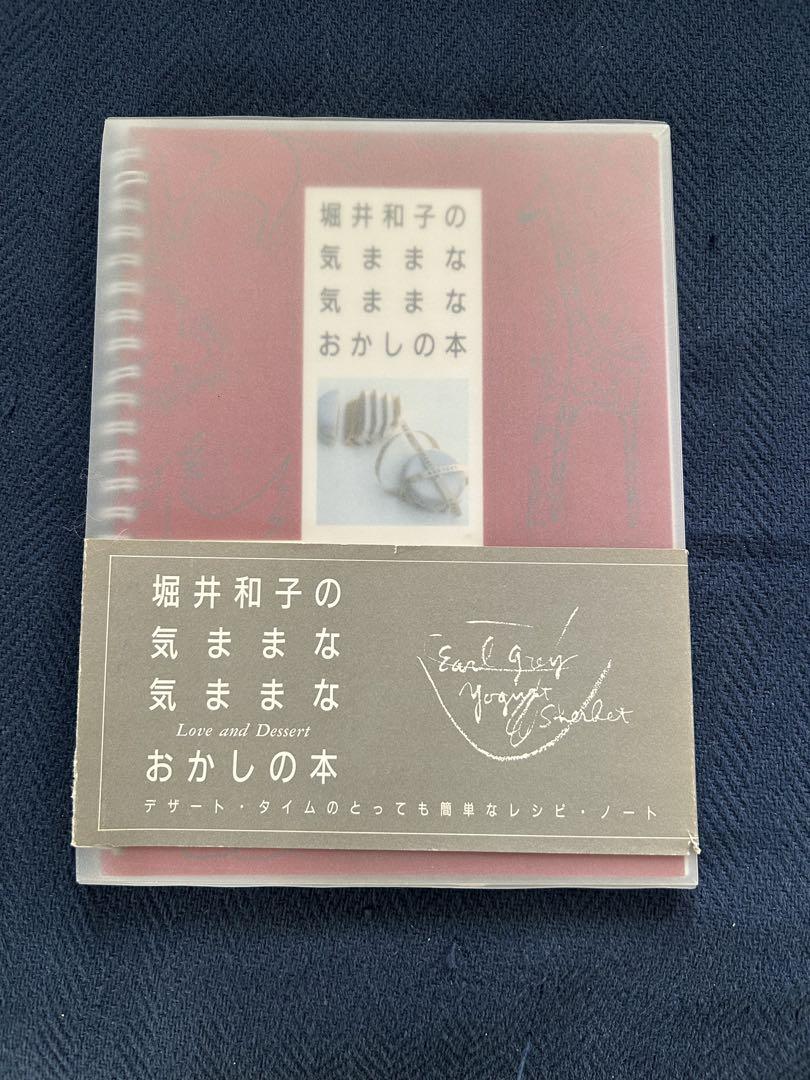 堀井和子の
気ままな
気ままな
おかしの本
堀井和子の
気ままな
気ままな
Love and Dessert
おかしの本
デザート・タイムのとっても簡単なレシピ・ノート
Earl Grey
Yogurt
Sherbet